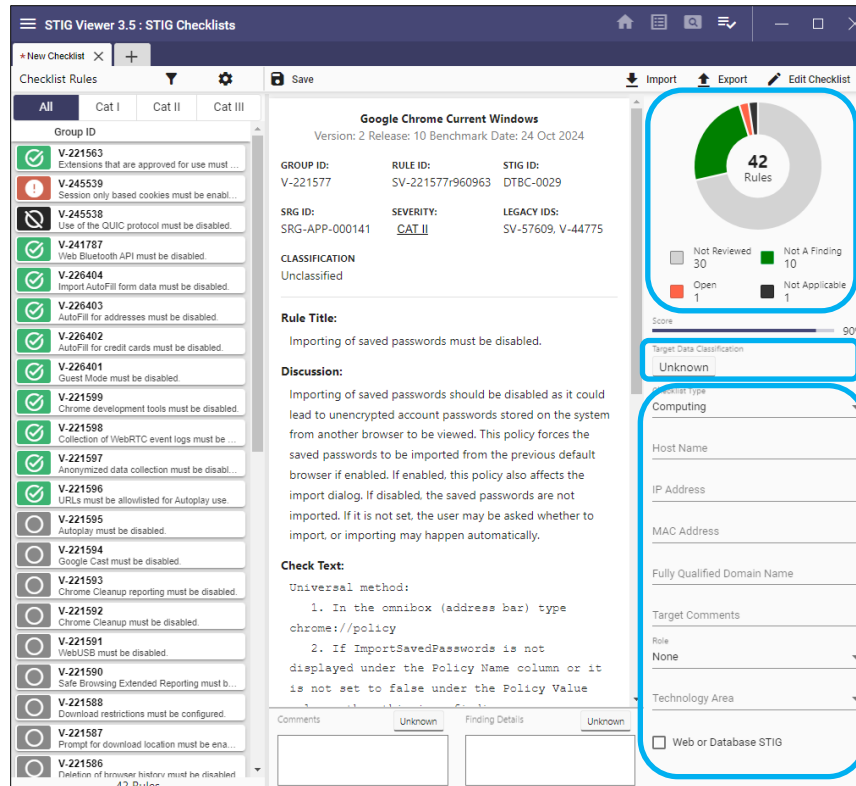 STIG Viewer 3.5 : STIG Checklists
* New Checklist
Checklist Rules
Save
Import
Export
Edit Checklist
All
Cat I
Cat II
Cat III
Group ID
V-221563
Extensions that are approved for use must ...
V-245539
Session only based cookies must be enabl...
V-245538
Use of the QUIC protocol must be disabled.
V-241787
Web Bluetooth API must be disabled.
V-226404
Import AutoFill form data must be disabled.
V-226403
AutoFill for addresses must be disabled.
V-226402
AutoFill for credit cards must be disabled.
V-226401
Guest Mode must be disabled.
V-221599
Chrome development tools must be disabled.
V-221598
Collection of WebRTC event logs must be ...
V-221597
Anonymized data collection must be disabl...
V-221596
URLs must be allowlisted for Autoplay use.
V-221595
Autoplay must be disabled.
V-221594
Google Cast must be disabled.
V-221593
Chrome Cleanup reporting must be disabled.
V-221592
Chrome Cleanup must be disabled.
V-221591
WebUSB must be disabled.
V-221590
Safe Browsing Extended Reporting must b...
V-221588
Download restrictions must be configured.
V-221587
Prompt for download location must be ena...
V-221586
Deletion of browser history must be disabled
42 Rules
Google Chrome Current Windows
Version: 2 Release: 10 Benchmark Date: 24 Oct 2024
GROUP ID: RULE ID: STIG ID:
V-221577 SV-221577r960963 DTBC-0029
SRG ID: SEVERITY: LEGACY IDS:
SRG-APP-000141 CAT II SV-57609, V-44775
CLASSIFICATION
Unclassified
Rule Title:
Importing of saved passwords must be disabled.
Discussion:
Importing of saved passwords should be disabled as it could
lead to unencrypted account passwords stored on the system
from another browser to be viewed. This policy forces the
saved passwords to be imported from the previous default
browser if enabled. If enabled, this policy also affects the
import dialog. If disabled, the saved passwords are not
imported. If it is not set, the user may be asked whether to
import, or importing may happen automatically.
Check Text:
Universal method:
1. In the omnibox (address bar) type
chrome://policy
2. If ImportSavedPasswords is not
displayed under the Policy Name column or it
is not set to false under the Policy Value
Comments
Unknown
Finding Details
Unknown
42
Rules
Not Reviewed
30
Not A Finding
10
Open
1
Not Applicable
1
Score
90%
Target Data Classification
Unknown
Checklist Type
Computing
Host Name
IP Address
MAC Address
Fully Qualified Domain Name
Target Comments
Role
None
Technology Area
Web or Database STIG